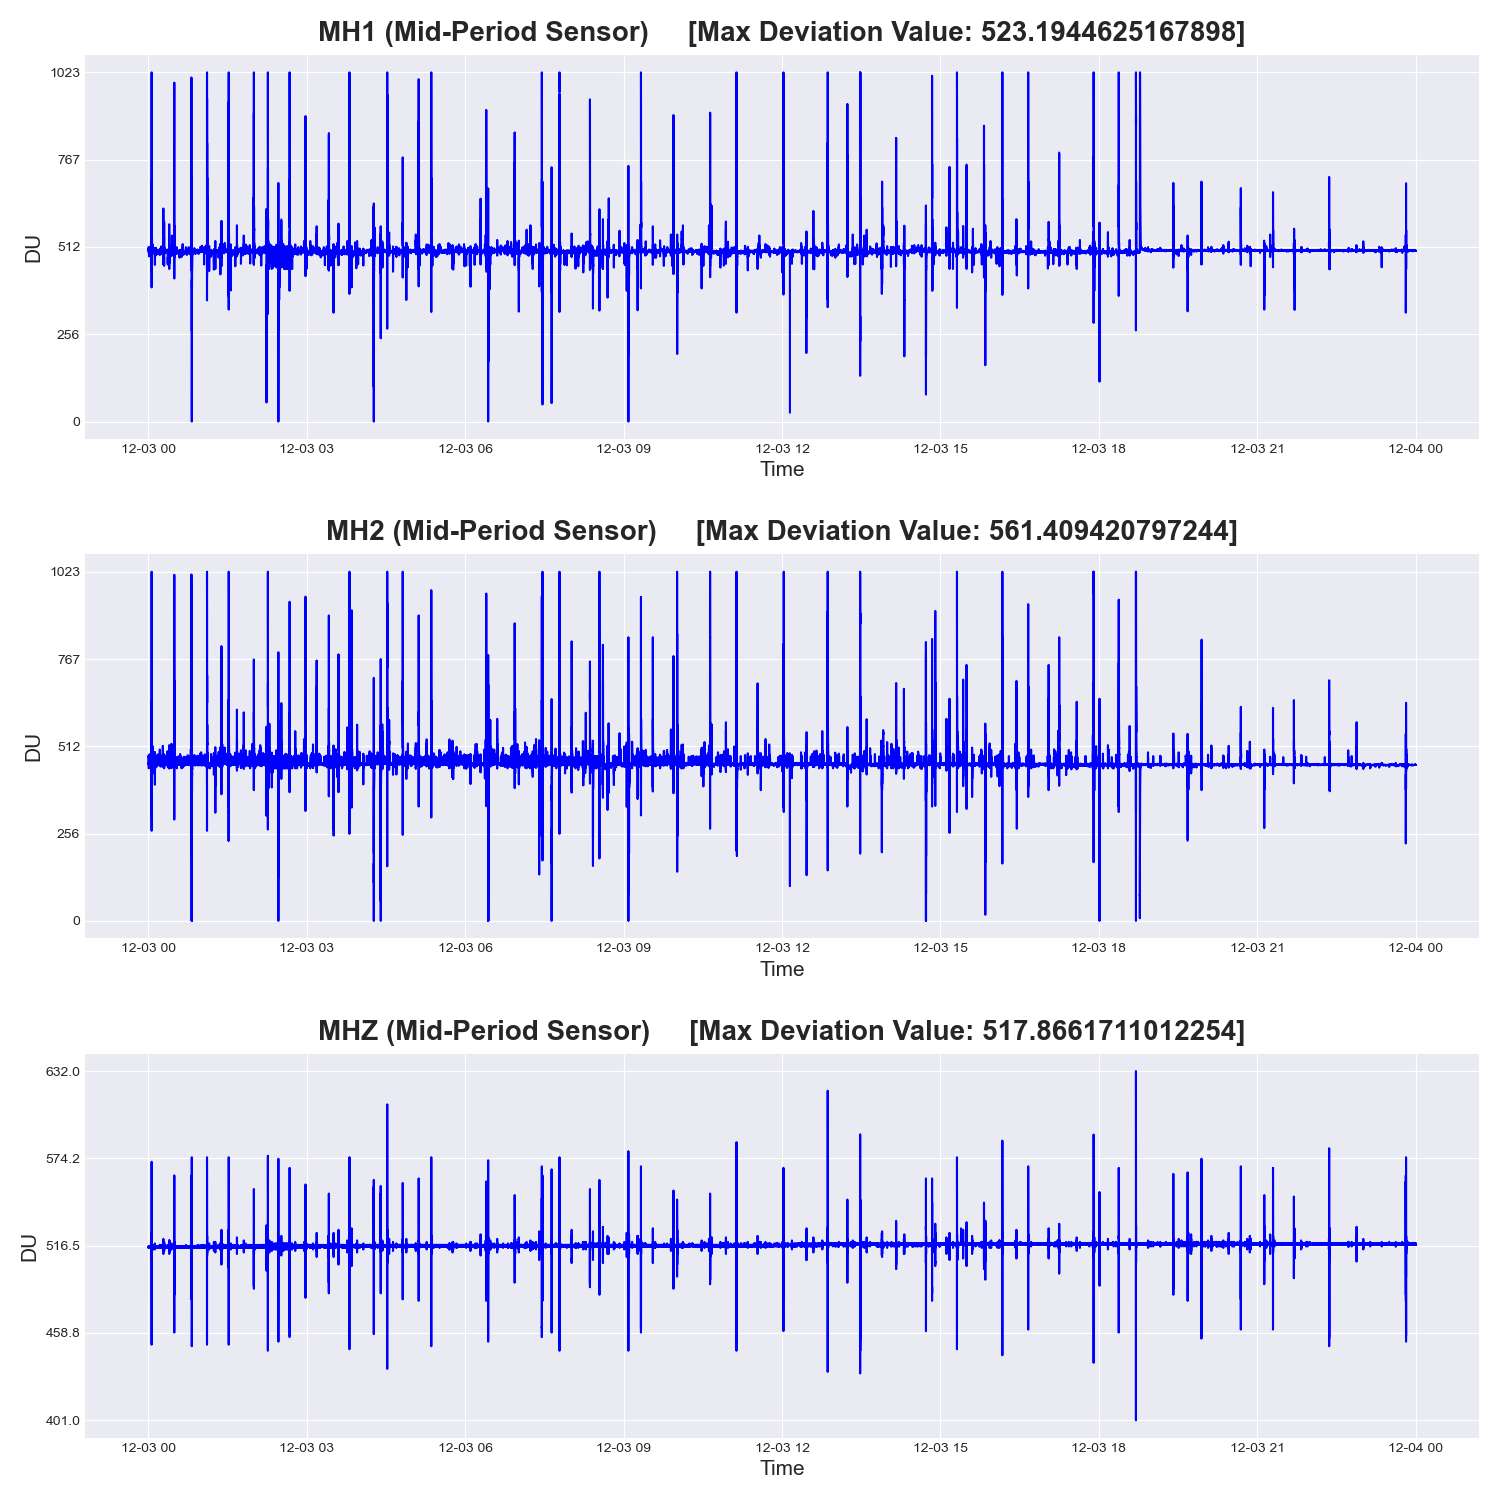 MH1 (Mid-Period Sensor) [Max Deviation Value: 523.1944625167898]
1023
767
512
256
0
DU
12-03 00 12-03 03 12-03 06 12-03 09 12-03 12 12-03 15 12-03 18 12-03 21 12-04 00
Time
MH2 (Mid-Period Sensor) [Max Deviation Value: 561.409420797244]
1023
767
512
256
0
DU
12-03 00 12-03 03 12-03 06 12-03 09 12-03 12 12-03 15 12-03 18 12-03 21 12-04 00
Time
MHZ (Mid-Period Sensor) [Max Deviation Value: 517.8661711012254]
632.0
574.2
516.5
458.8
401.0
DU
12-03 00 12-03 03 12-03 06 12-03 09 12-03 12 12-03 15 12-03 18 12-03 21 12-04 00
Time